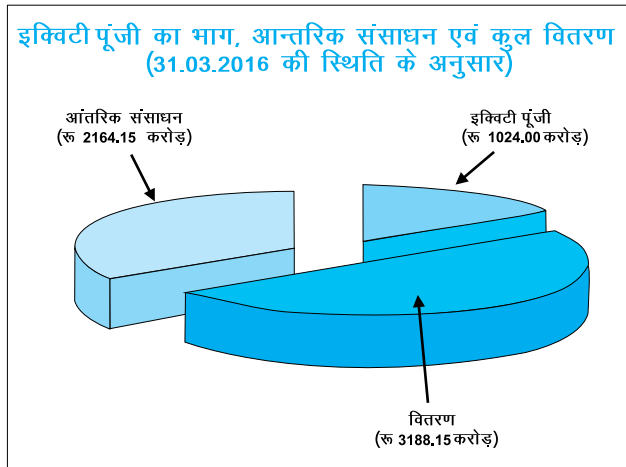 इक्विटी पूंजी का भाग, आन्तरिक संसाधन एवं कुल वितरण
(31.03.2016 की स्थिति के अनुसार)
आंतरिक संसाधन
(रू 2164.15 करोड़)
इक्विटी पूंजी
(रू 1024.00 करोड़)
वितरण
(रू 3188.15 करोड़)